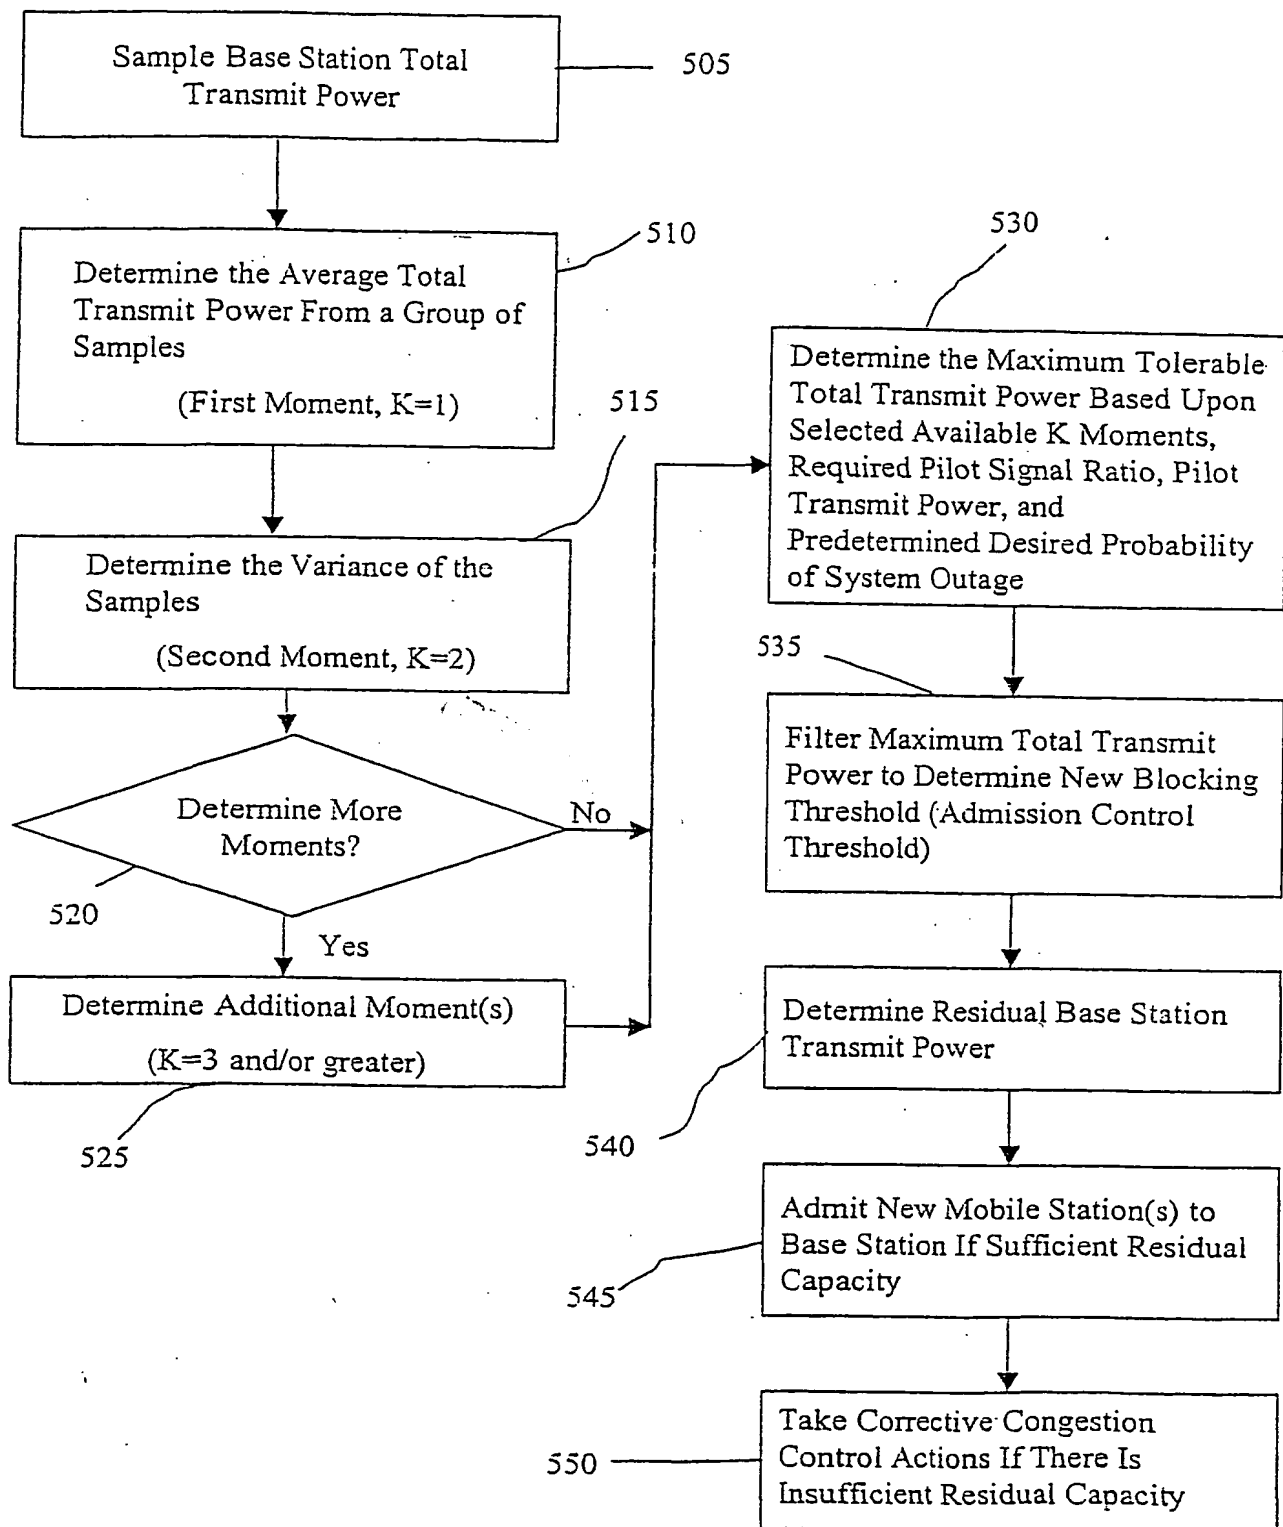 Sample Base Station Total
Transmit Power
505
510
Determine the Average Total
Transmit Power From a Group of
Samples
(First Moment, K=1)
515
Determine the Variance of the
Samples
(Second Moment, K=2)
Determine More
Moments?
No
520
Yes
Determine Additional Moment(s)
(K=3 and/or greater)
525
530
Determine the Maximum Tolerable
Total Transmit Power Based Upon
Selected Available K Moments,
Required Pilot Signal Ratio, Pilot
Transmit Power, and
Predetermined Desired Probability
of System Outage
535
Filter Maximum Total Transmit
Power to Determine New Blocking
Threshold (Admission Control
Threshold)
Determine Residual Base Station
Transmit Power
540
Admit New Mobile Station(s) to
Base Station If Sufficient Residual
Capacity
545
Take Corrective Congestion
Control Actions If There Is
Insufficient Residual Capacity
550